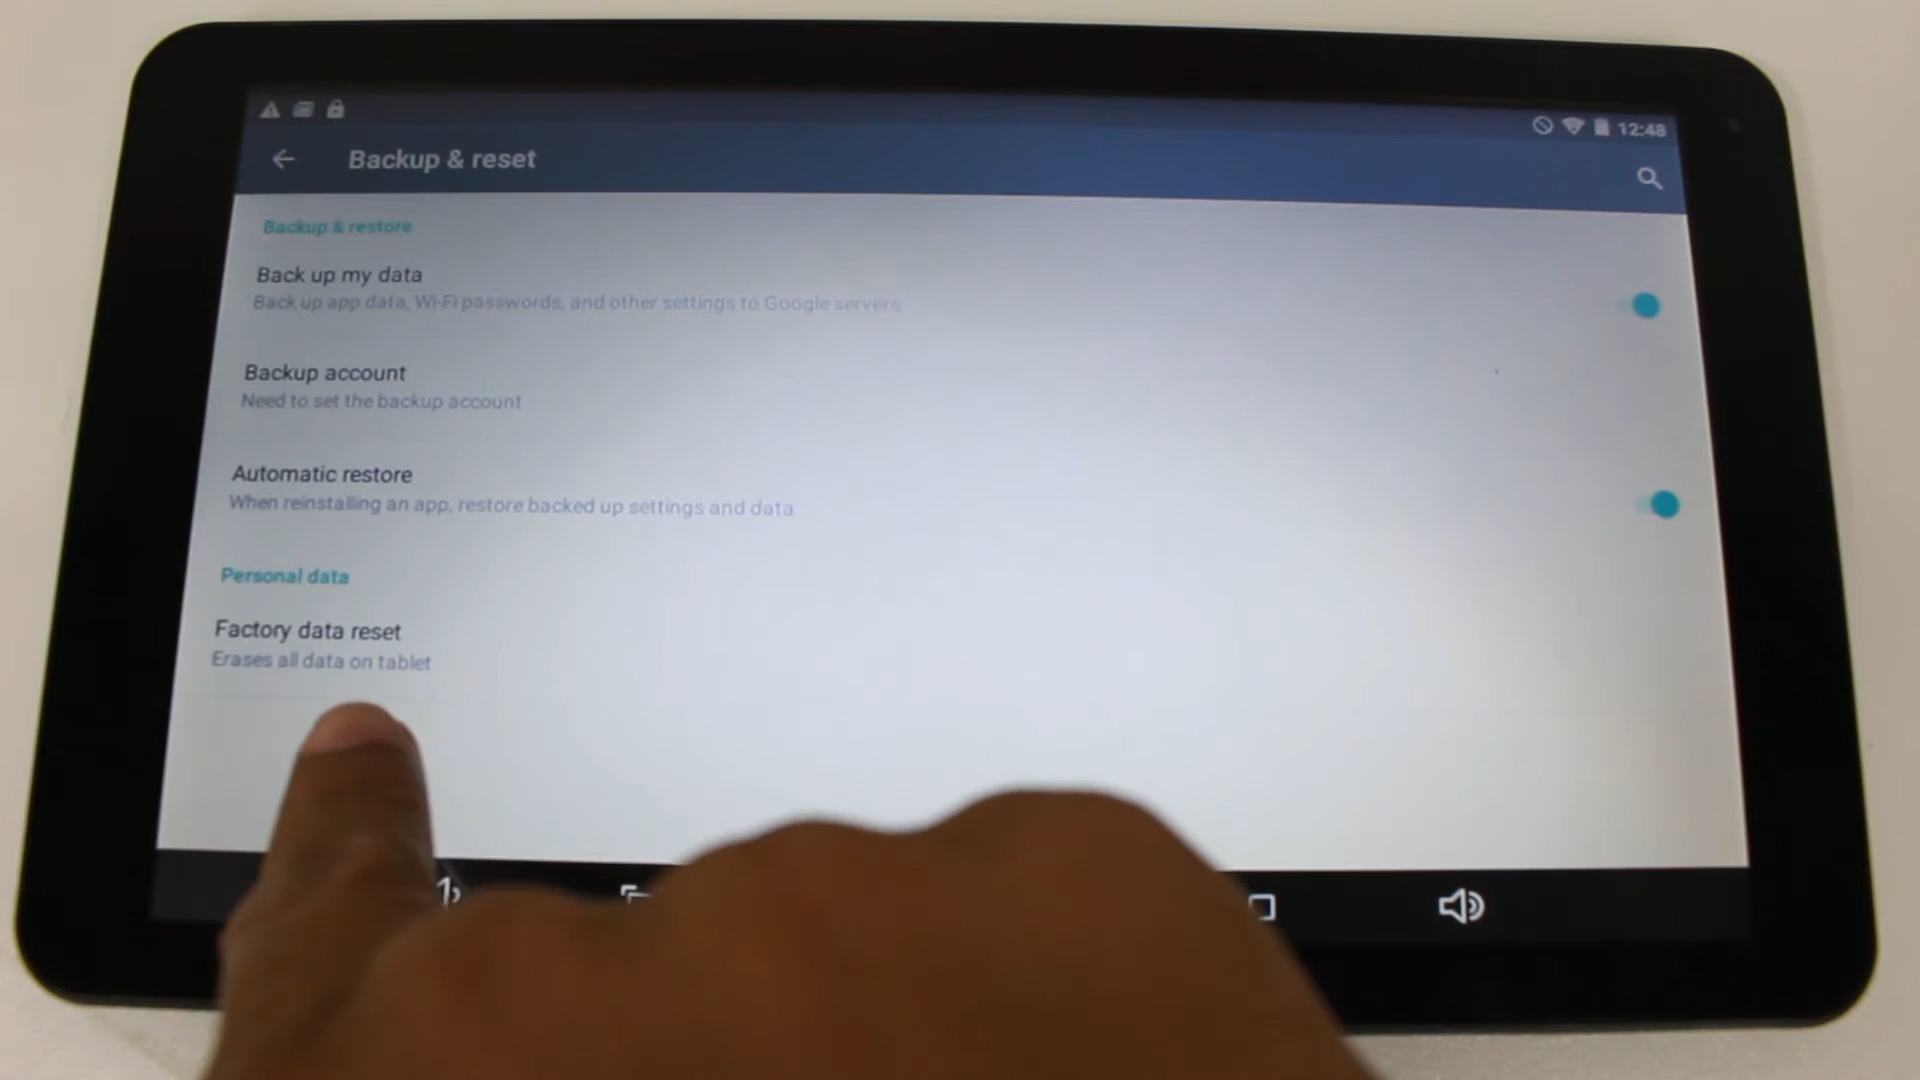 12:48
Backup & reset
Backup & restore
Back up my data
Back up app data, Wi-Fi passwords, and other settings to Google servers
Backup account
Need to set the backup account
Automatic restore
When reinstalling an app, restore backed up settings and data
Personal data
Factory data reset
Erases all data on tablet